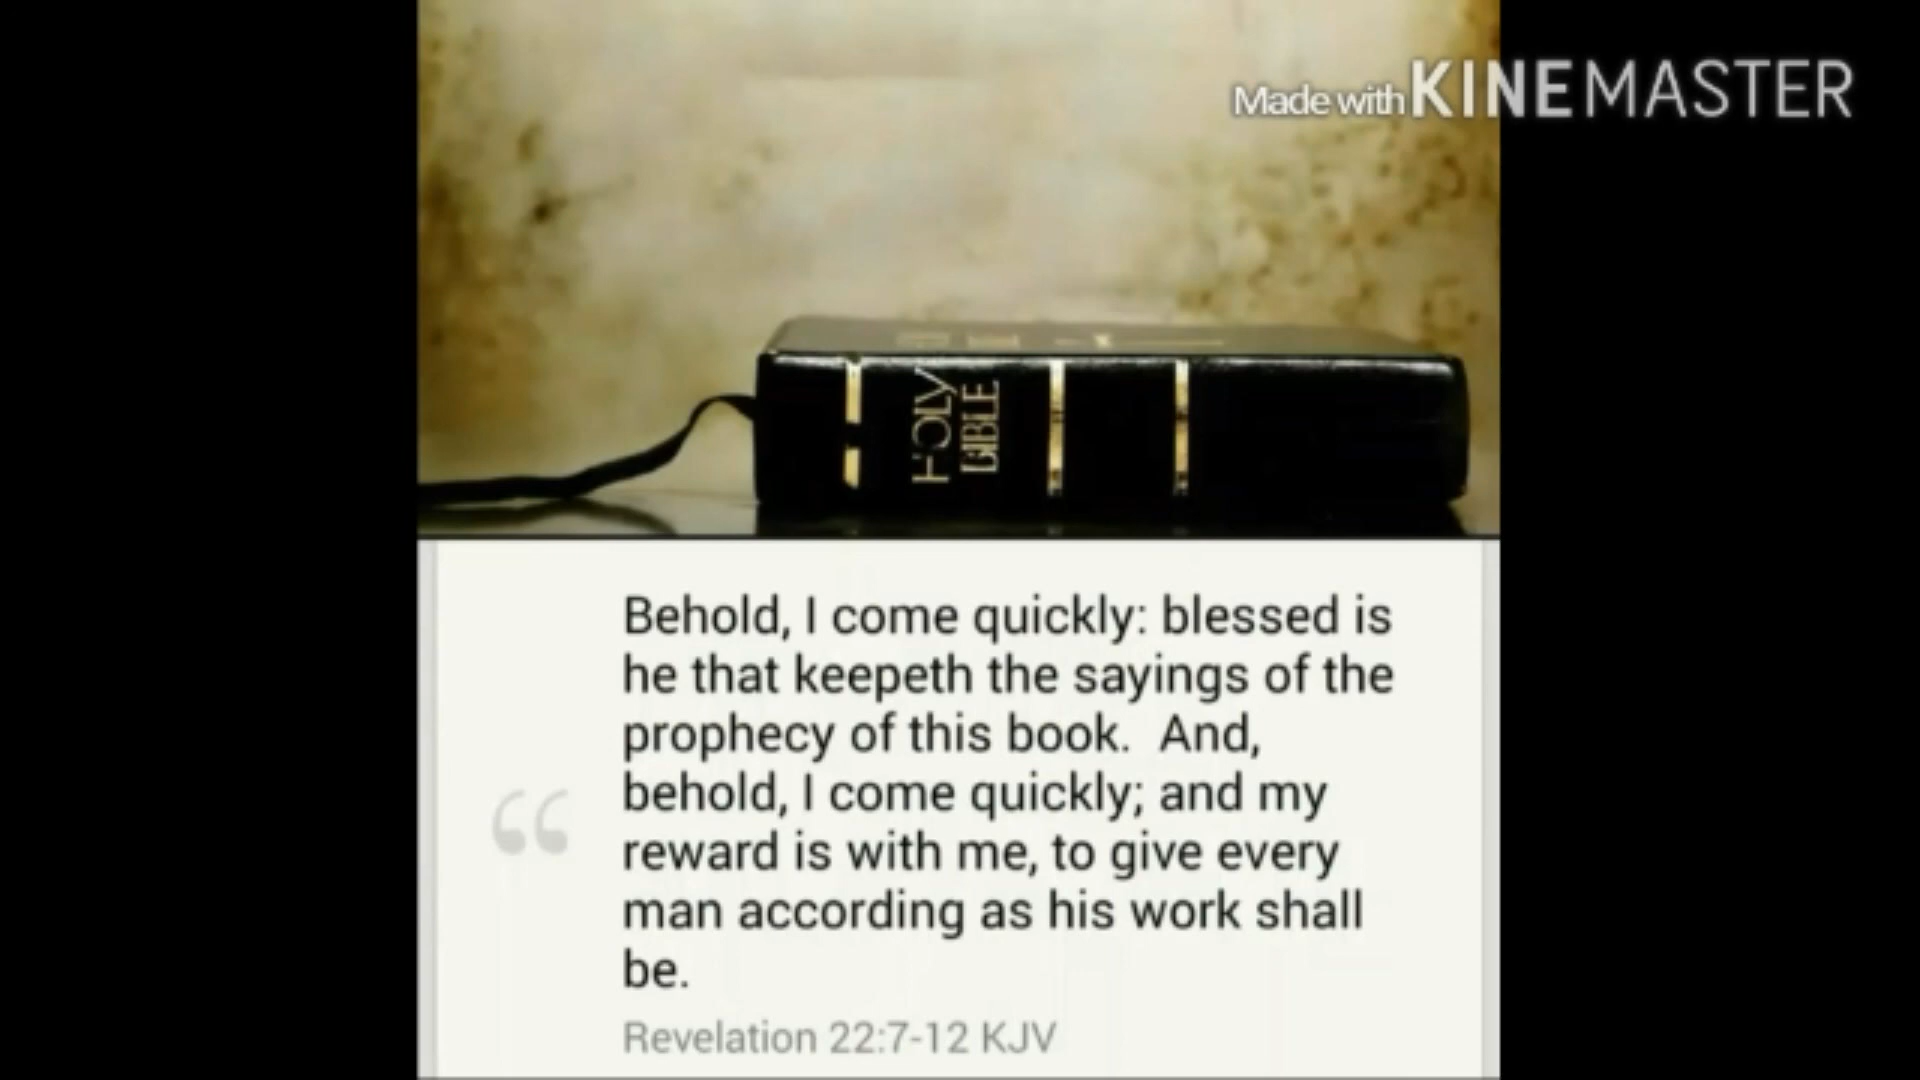 Made with KINEMASTER
HOLY
BIBLE
Behold, I come quickly: blessed is
he that keepeth the sayings of the
prophecy of this book.  And,
behold, I come quickly; and my
reward is with me, to give every
man according as his work shall
be.
Revelation 22:7-12 KJV